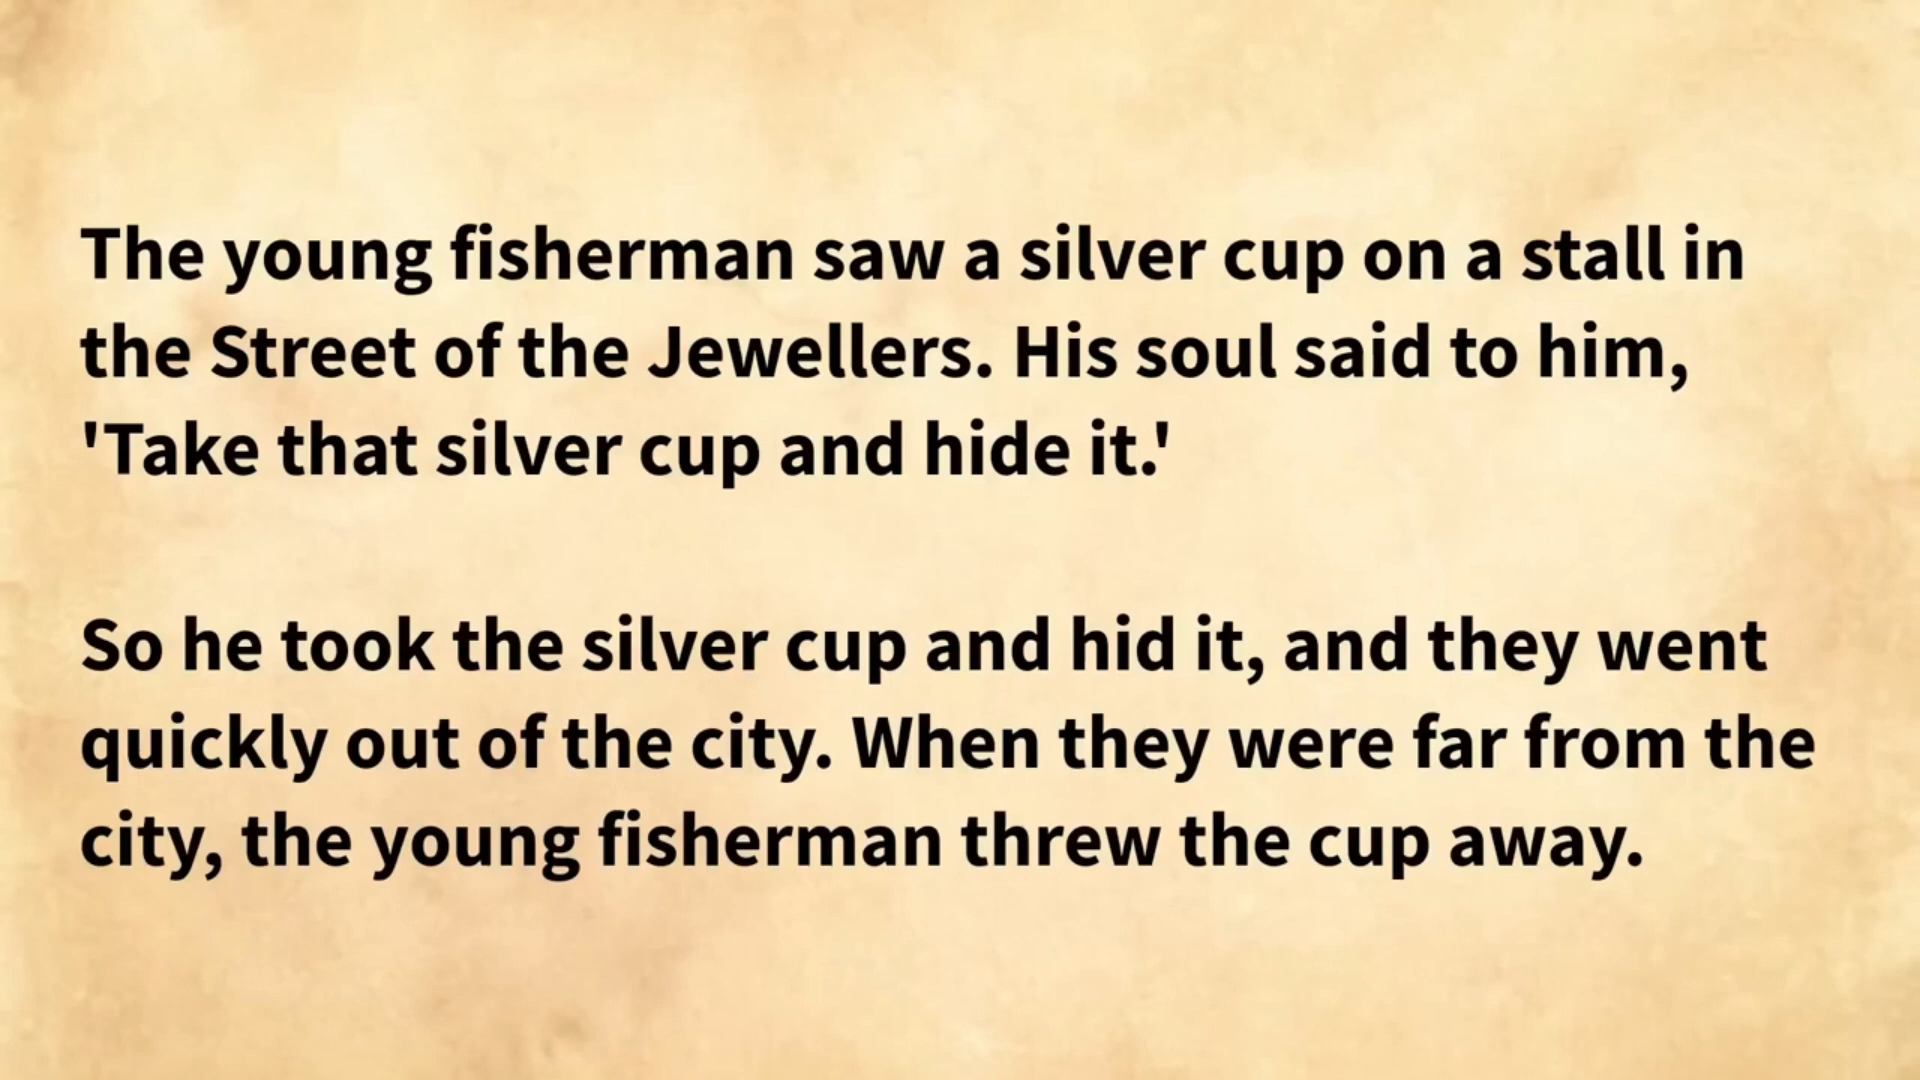 The young fisherman saw a silver cup on a stall in
the Street of the Jewellers. His soul said to him,
'Take that silver cup and hide it.'
So he took the silver cup and hid it, and they went
quickly out of the city. When they were far from the
city, the young fisherman threw the cup away.